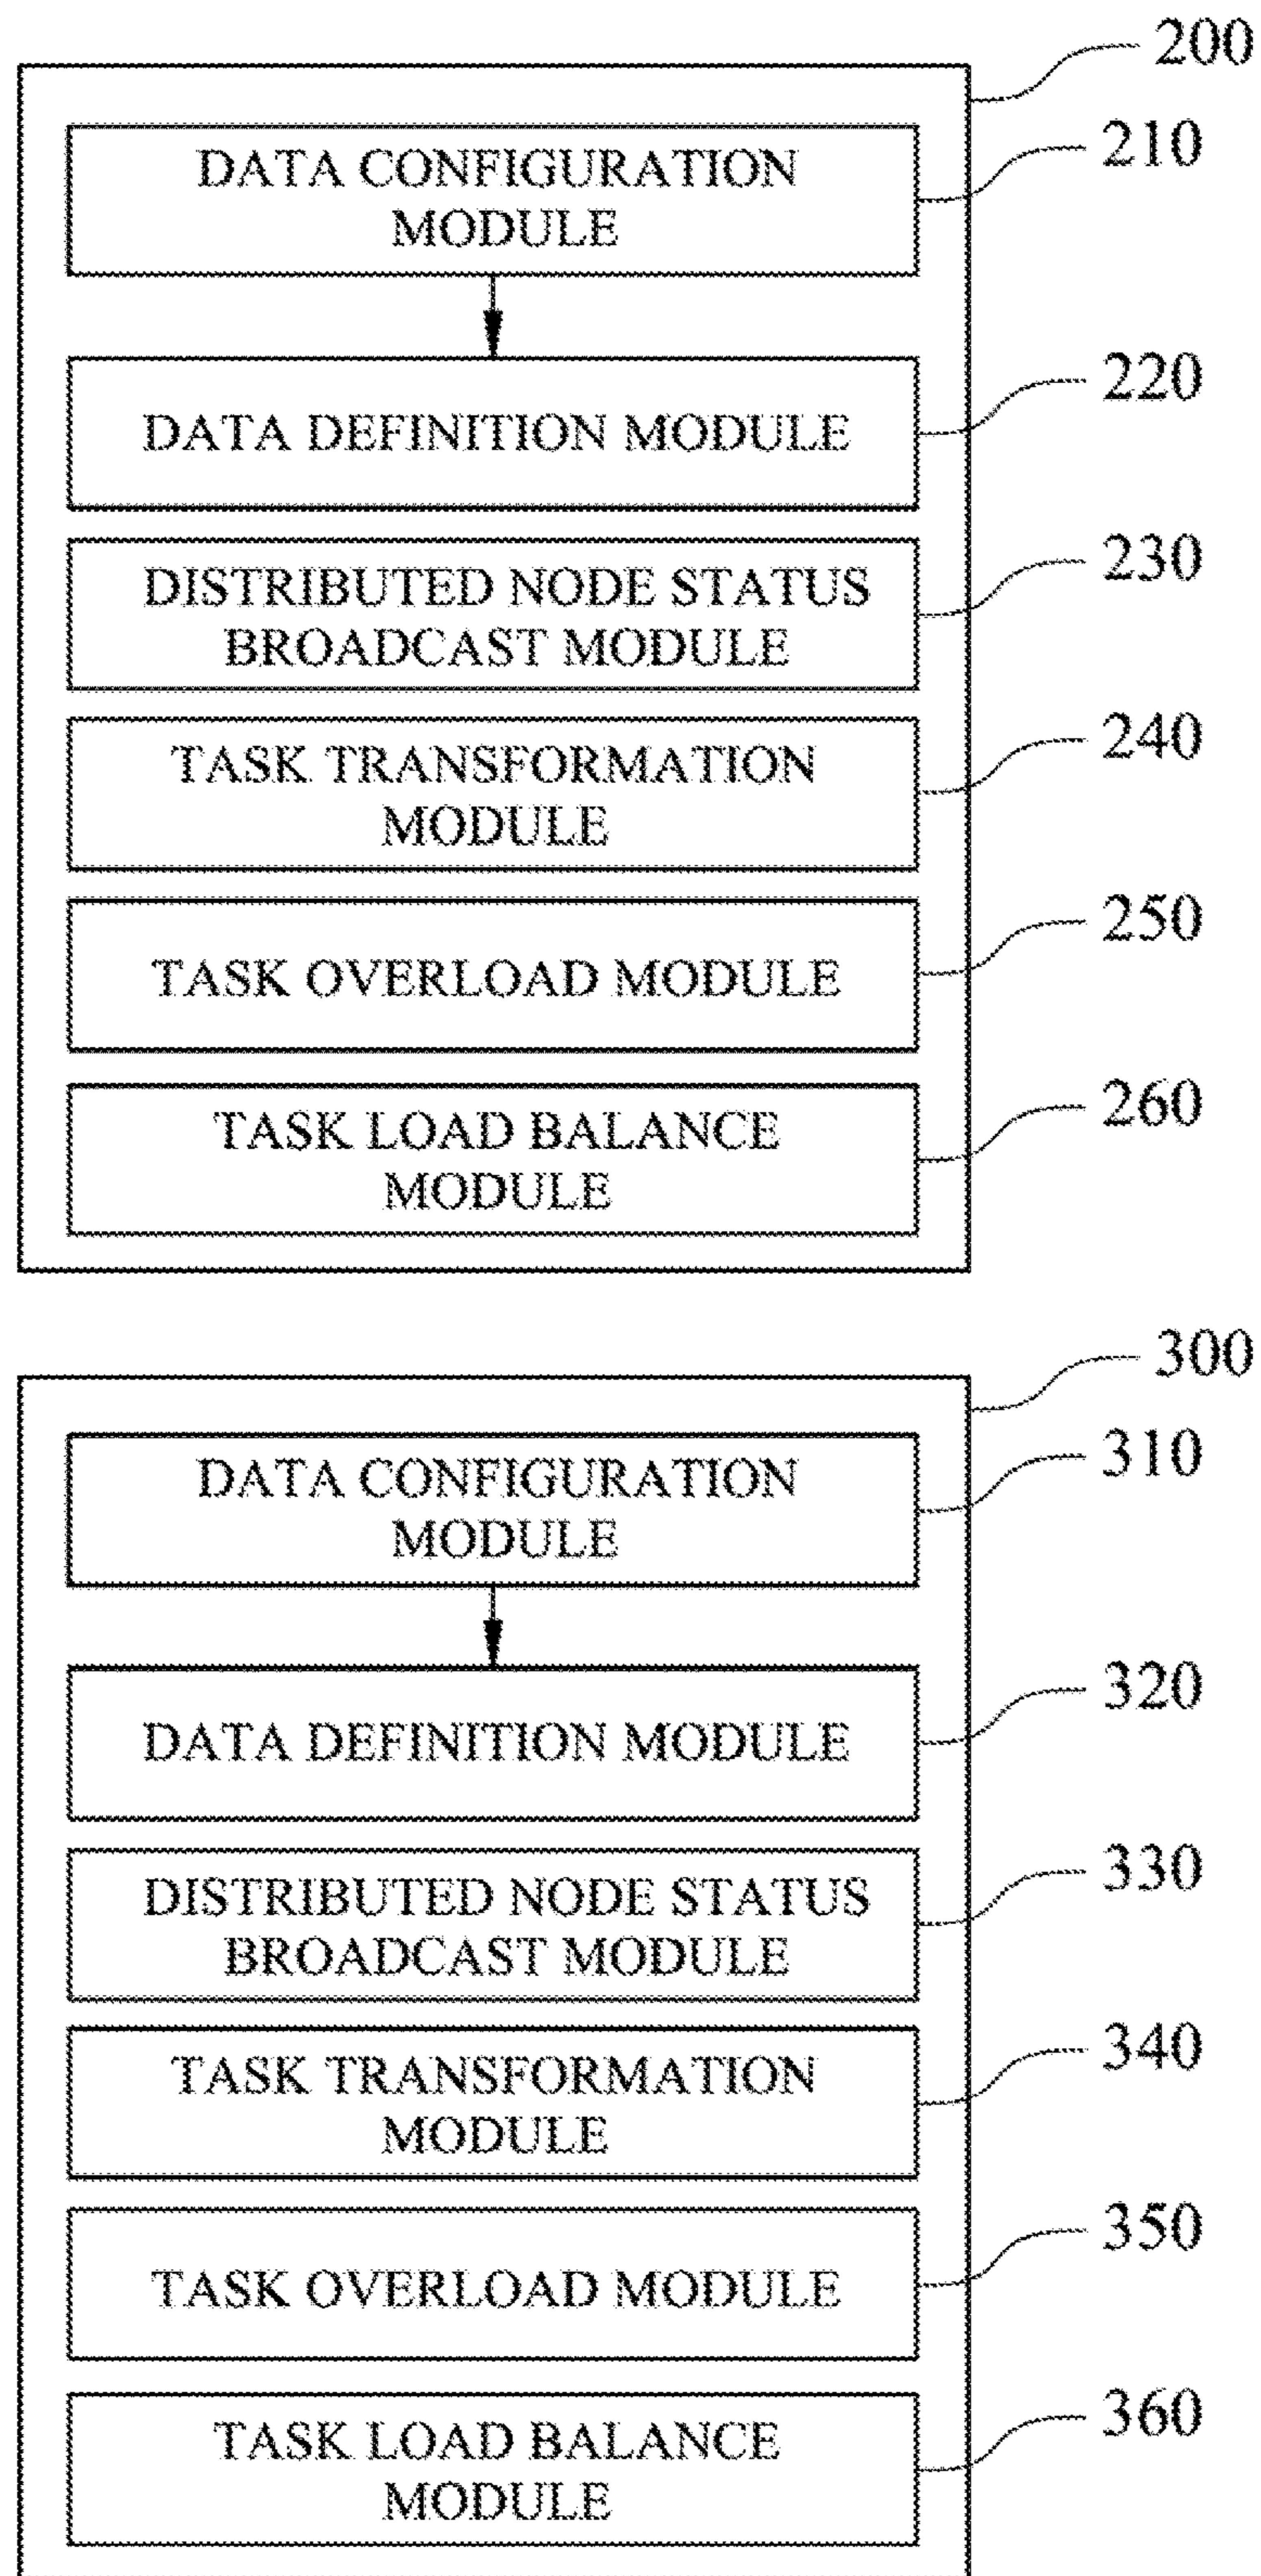 200
210
DATA CONFIGURATION
MODULE
220
DATA DEFINITION MODULE
230
DISTRIBUTED NODE STATUS
BROADCAST MODULE
240
TASK TRANSFORMATION
MODULE
250
TASK OVERLOAD MODULE
260
TASK LOAD BALANCE
MODULE
300
310
DATA CONFIGURATION
MODULE
320
DATA DEFINITION MODULE
330
DISTRIBUTED NODE STATUS
BROADCAST MODULE
340
TASK TRANSFORMATION
MODULE
350
TASK OVERLOAD MODULE
360
TASK LOAD BALANCE
MODULE